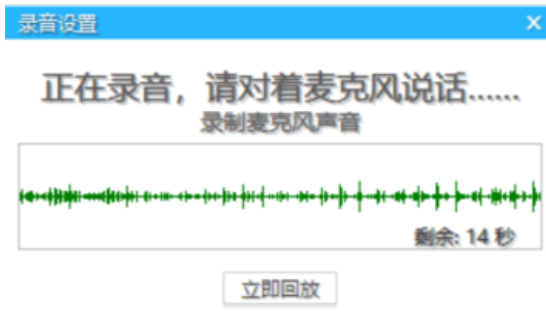 录音设置
正在录音，请对着麦克风说话......
录制麦克风声音
剩余: 14 秒
立即回放